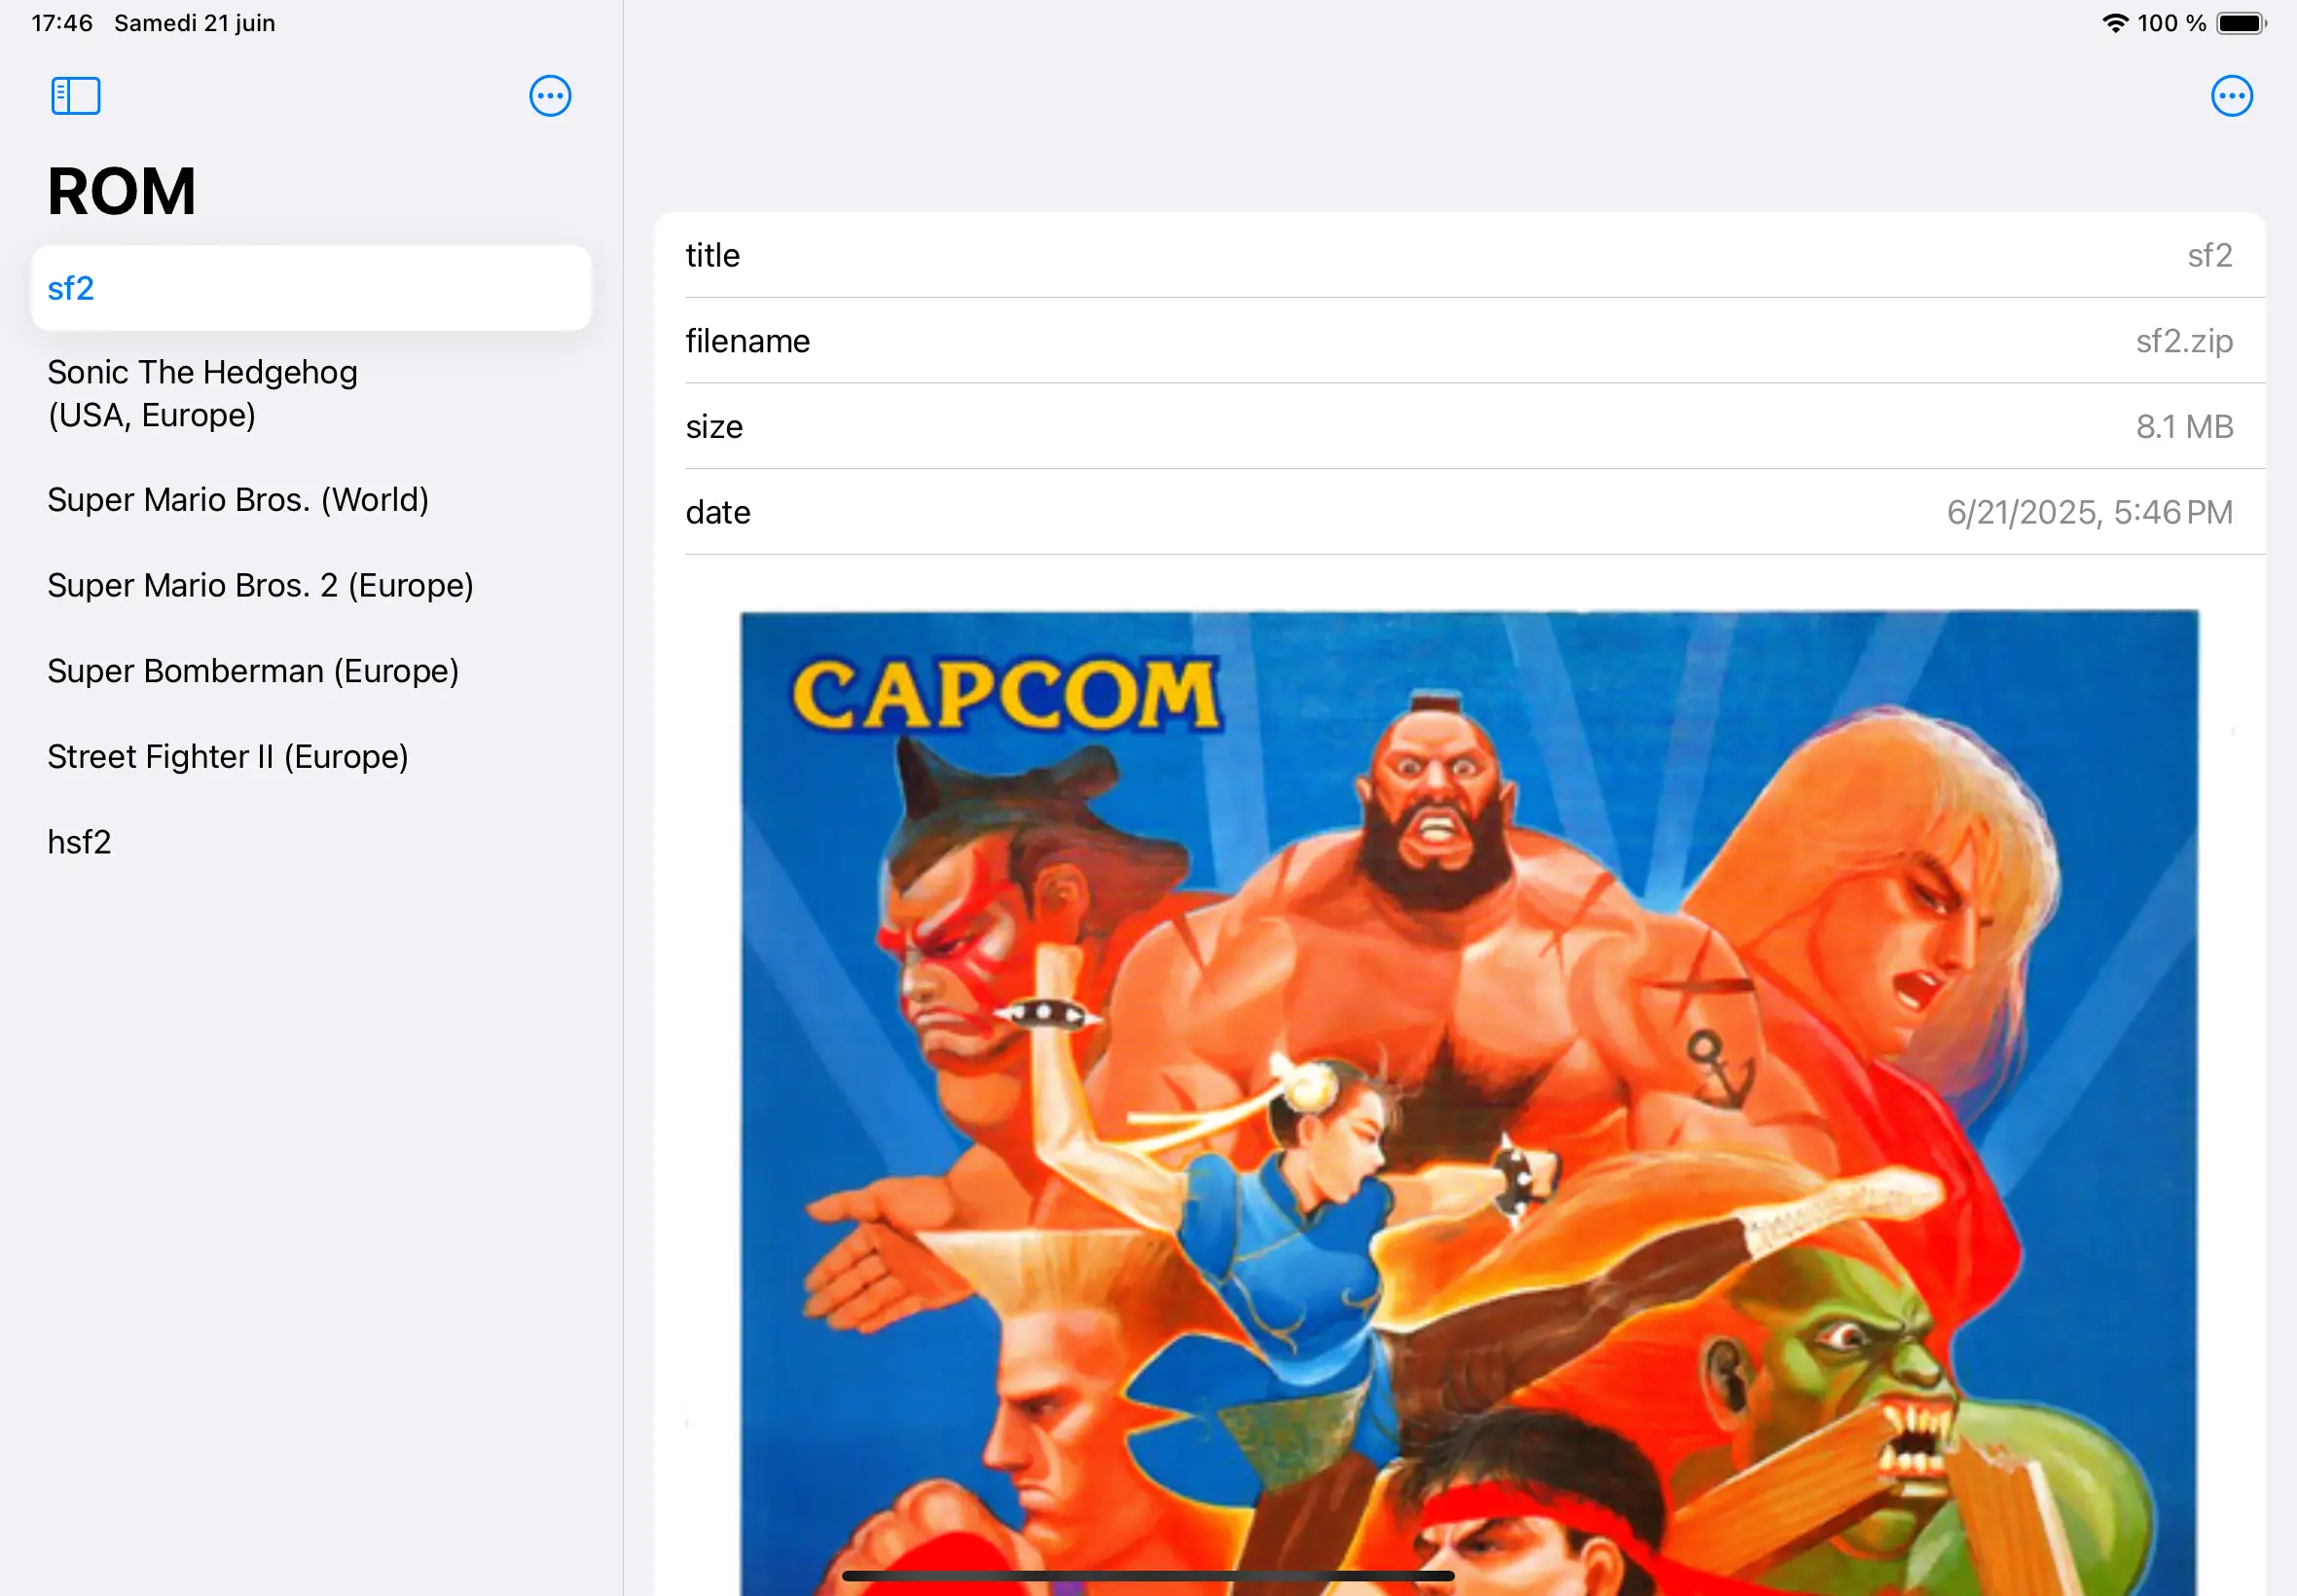 17:46 Samedi 21 juin
100 %
ROM
sf2
Sonic The Hedgehog
(USA, Europe)
Super Mario Bros. (World)
Super Mario Bros. 2 (Europe)
Super Bomberman (Europe)
Street Fighter II (Europe)
hsf2
title sf2
filename sf2.zip
size 8.1 MB
date 6/21/2025, 5:46 PM
CAPCOM